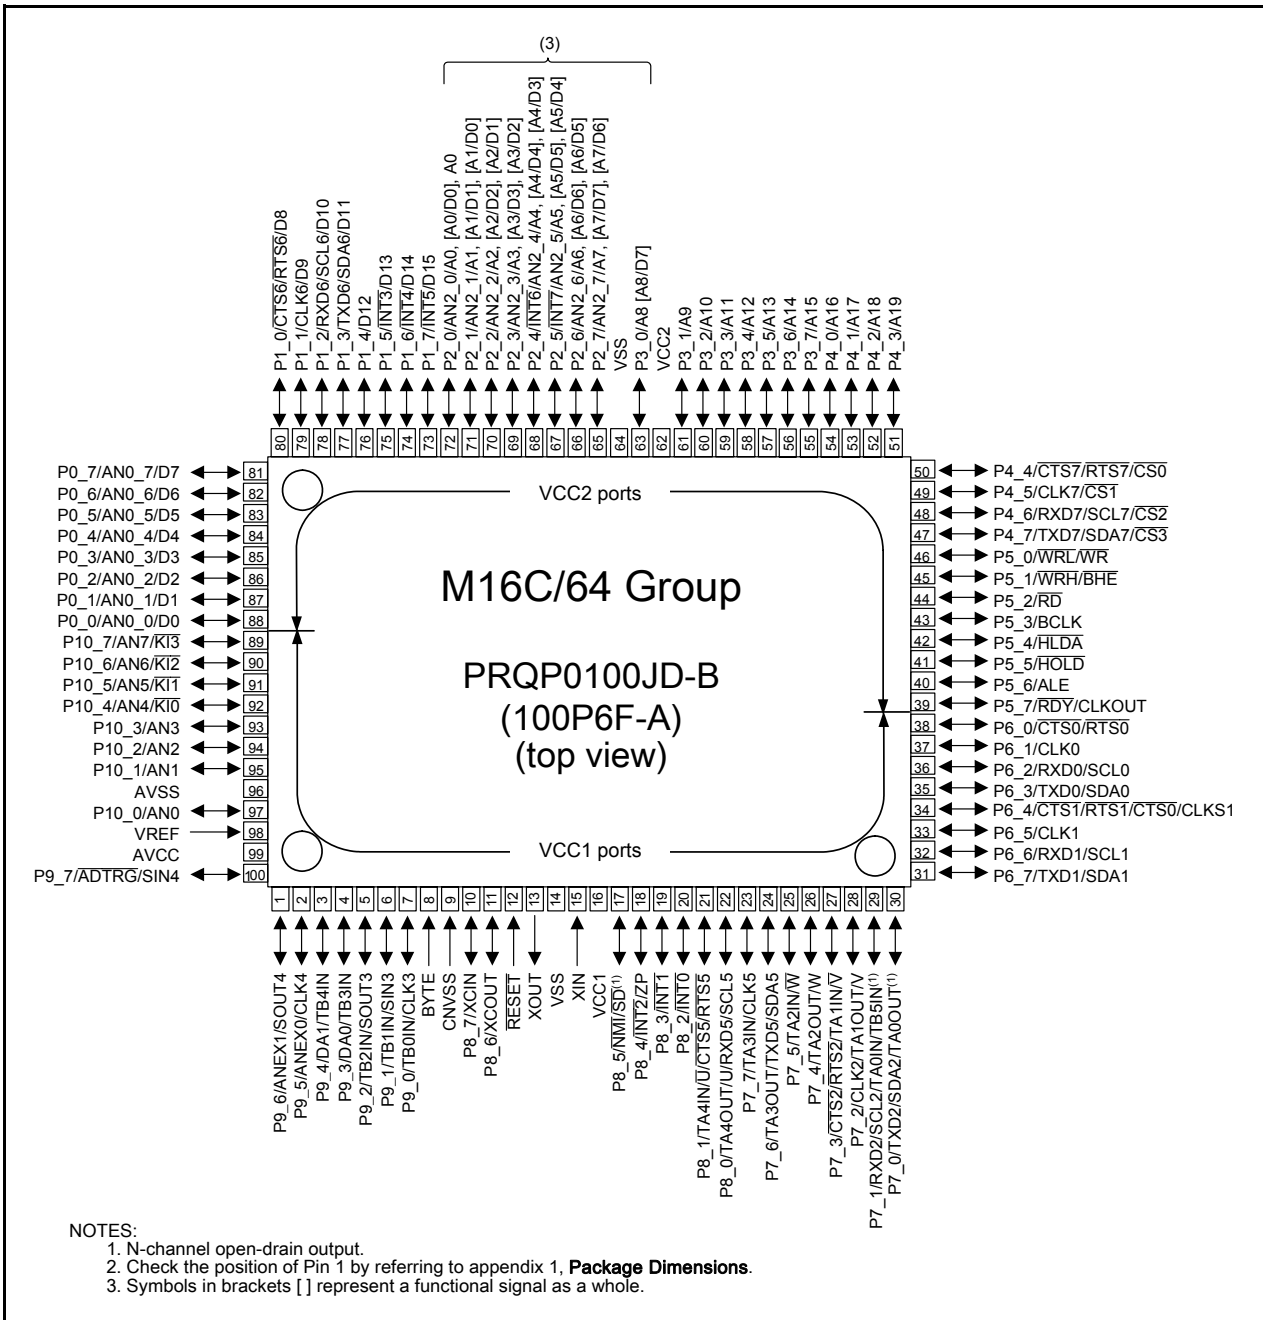 (3)
P1_0/CTS6/RTS6/D8
P1_1/CLK6/D9
P1_2/RXD6/SCL6/D10
P1_3/TXD6/SDA6/D11
P1_4/D12
P1_5/INT3/D13
P1_6/INT4/D14
P1_7/INT5/D15
P2_0/AN2_0/A0, [A0/D0], A0
P2_1/AN2_1/A1, [A1/D1], [A1/D0]
P2_2/AN2_2/A2, [A2/D2], [A2/D1]
P2_3/AN2_3/A3, [A3/D3], [A3/D2]
P2_4/INT6/AN2_4/A4, [A4/D4], [A4/D3]
P2_5/INT7/AN2_5/A5, [A5/D5], [A5/D4]
P2_6/AN2_6/A6, [A6/D6], [A6/D5]
P2_7/AN2_7/A7, [A7/D7], [A7/D6]
VSS
P3_0/A8 [A8/D7]
VCC2
P3_1/A9
P3_2/A10
P3_3/A11
P3_4/A12
P3_5/A13
P3_6/A14
P3_7/A15
P4_0/A16
P4_1/A17
P4_2/A18
P4_3/A19
80 79 78 77 76 75 74 73 72 71 70 69 68 67 66 65 64 63 62 61 60 59 58 57 56 55 54 53 52 51
P0_7/AN0_7/D7 81
P0_6/AN0_6/D6 82
P0_5/AN0_5/D5 83
P0_4/AN0_4/D4 84
P0_3/AN0_3/D3 85
P0_2/AN0_2/D2 86
P0_1/AN0_1/D1 87
P0_0/AN0_0/D0 88
P10_7/AN7/KI3 89
P10_6/AN6/KI2 90
P10_5/AN5/KI1 91
P10_4/AN4/KI0 92
P10_3/AN3 93
P10_2/AN2 94
P10_1/AN1 95
AVSS 96
P10_0/AN0 97
VREF 98
AVCC 99
P9_7/ADTRG/SIN4 100
VCC2 ports
M16C/64 Group
PRQP0100JD-B
(100P6F-A)
(top view)
VCC1 ports
50 P4_4/CTS7/RTS7/CS0
49 P4_5/CLK7/CS1
48 P4_6/RXD7/SCL7/CS2
47 P4_7/TXD7/SDA7/CS3
46 P5_0/WRL/WR
45 P5_1/WRH/BHE
44 P5_2/RD
43 P5_3/BCLK
42 P5_4/HLDA
41 P5_5/HOLD
40 P5_6/ALE
39 P5_7/RDY/CLKOUT
38 P6_0/CTS0/RTS0
37 P6_1/CLK0
36 P6_2/RXD0/SCL0
35 P6_3/TXD0/SDA0
34 P6_4/CTS1/RTS1/CTS0/CLKS1
33 P6_5/CLK1
32 P6_6/RXD1/SCL1
31 P6_7/TXD1/SDA1
1 2 3 4 5 6 7 8 9 10 11 12 13 14 15 16 17 18 19 20 21 22 23 24 25 26 27 28 29 30
P9_6/ANEX1/SOUT4
P9_5/ANEX0/CLK4
P9_4/DA1/TB4IN
P9_3/DA0/TB3IN
P9_2/TB2IN/SOUT3
P9_1/TB1IN/SIN3
P9_0/TB0IN/CLK3
BYTE
CNVSS
P8_7/XCIN
P8_6/XCOUT
RESET
XOUT
VSS
XIN
VCC1
P8_5/NMI/SD(1)
P8_4/INT2/ZP
P8_3/INT1
P8_2/INT0
P8_1/TA4IN/U/CTS5/RTS5
P8_0/TA4OUT/U/RXD5/SCL5
P7_7/TA3IN/CLK5
P7_6/TA3OUT/TXD5/SDA5
P7_5/TA2IN/W
P7_4/TA2OUT/W
P7_3/CTS2/RTS2/TA1IN/V
P7_2/CLK2/TA1OUT/V
P7_1/RXD2/SCL2/TA0IN/TB5IN(1)
P7_0/TXD2/SDA2/TA0OUT(1)
NOTES:
1. N-channel open-drain output.
2. Check the position of Pin 1 by referring to appendix 1, Package Dimensions.
3. Symbols in brackets [ ] represent a functional signal as a whole.